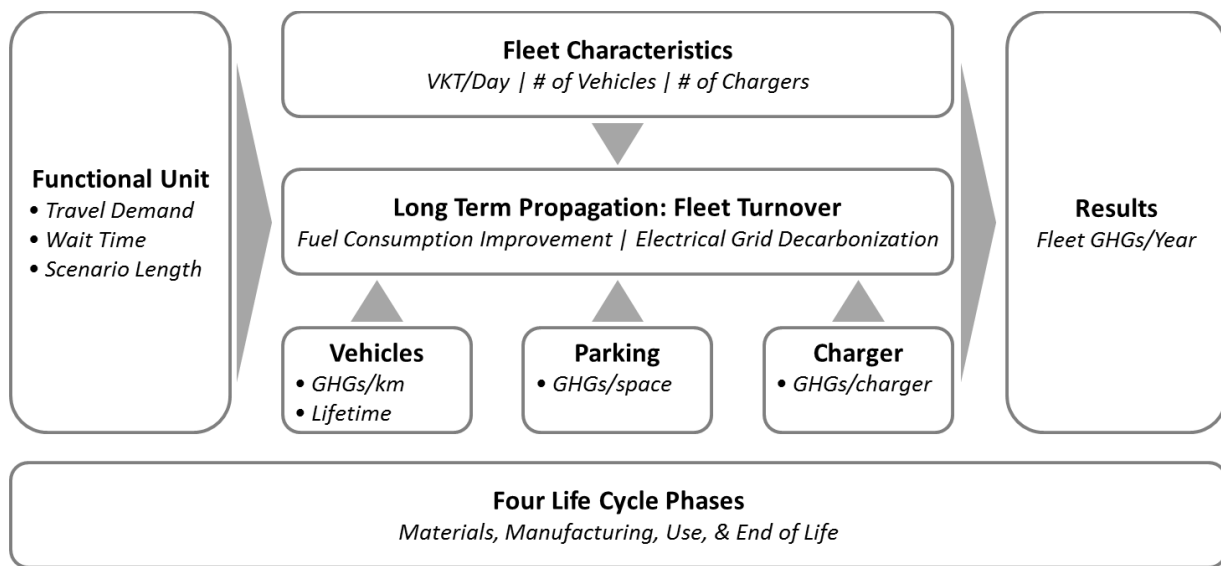 Fleet Characteristics
VKT/Day | # of Vehicles | # of Chargers
Functional Unit
• Travel Demand
• Wait Time
• Scenario Length
Long Term Propagation: Fleet Turnover
Fuel Consumption Improvement | Electrical Grid Decarbonization
Results
Fleet GHGs/Year
Vehicles
• GHGs/km
• Lifetime
Parking
• GHGs/space
Charger
• GHGs/charger
Four Life Cycle Phases
Materials, Manufacturing, Use, & End of Life